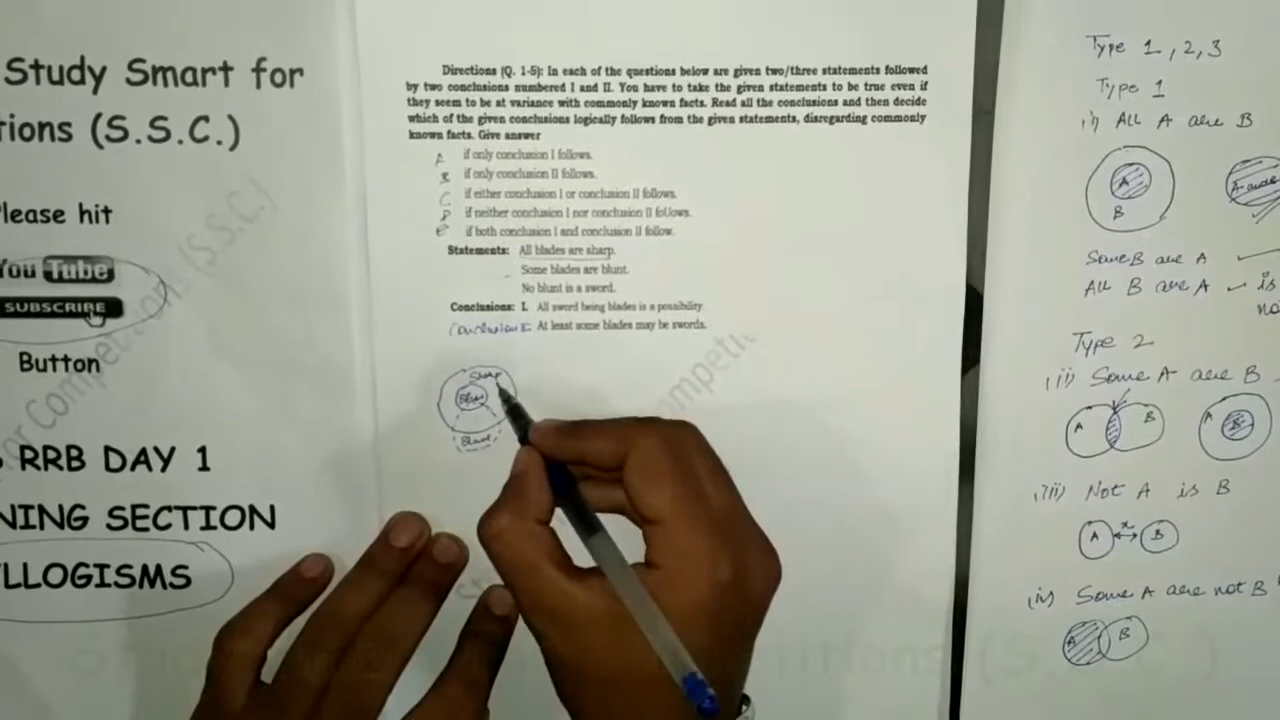 Study Smart for
tions (S.S.C.)
lease hit
You Tube
SUBSCRIBE
Button
RRB DAY 1
NING SECTION
LLOGISMS
Directions (Q. 1-5): In each of the questions below are given two/three statements followed
by two conclusions numbered I and II. You have to take the given statements to be true even if
they seem to be at variance with commonly known facts. Read all the conclusions and then decide
which of the given conclusions logically follows from the given statements, disregarding commonly
known facts. Give answer
A if only conclusion I follows.
B if only conclusion II follows.
C if either conclusion I or conclusion II follows.
D if neither conclusion I nor conclusion II follows.
e if both conclusion I and conclusion II follow.
Statements: All blades are sharp.
Some blades are blunt.
No blunt is a sword.
Conclusions: I. All sword being blades is a possibility.
Conclusion II: At least some blades may be swords.
Sharp
Blunt
Type 1, 2, 3
Type 1
i) All A are B
A
B
Some B are A
All B are A is
no
Type 2
(ii) Some A are B
A B
A B
(iii) Not A is B
A x B
(iv) Some A are not B
A B